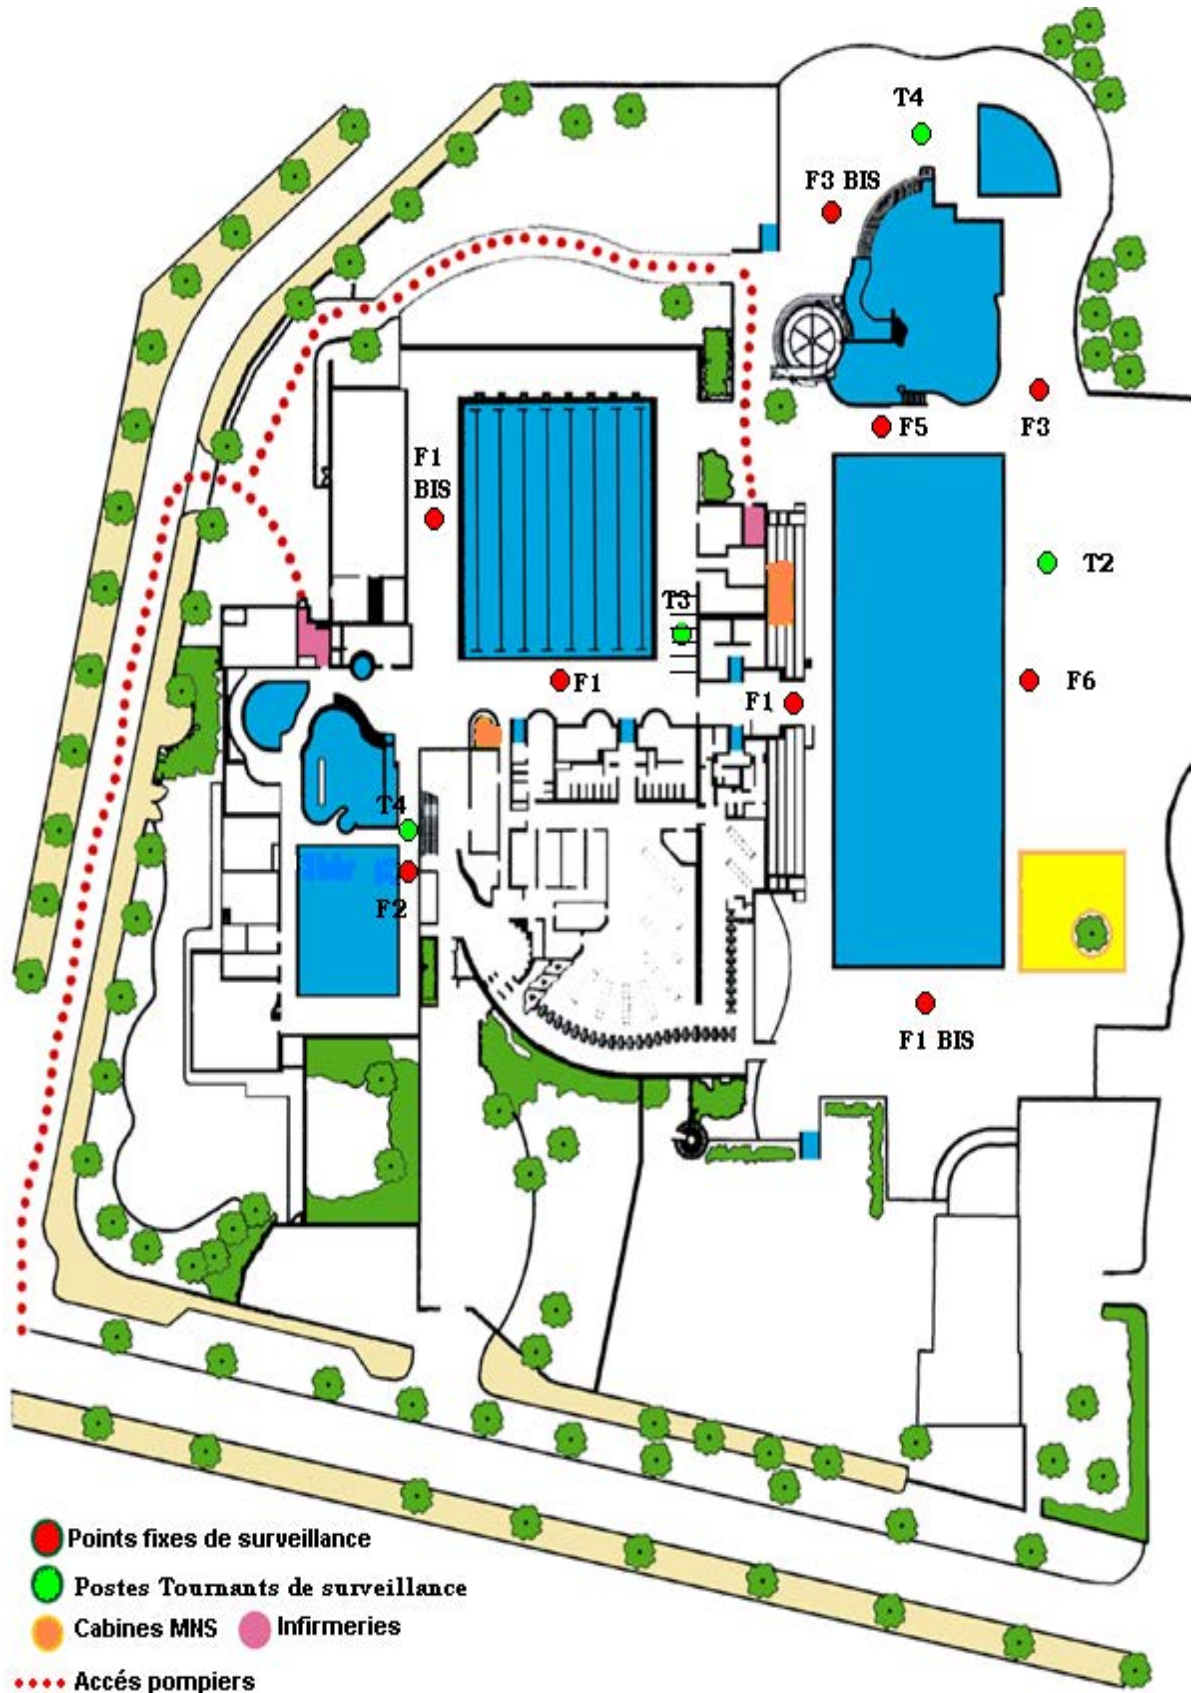 T4
F3 BIS
F5
F3
F1
BIS
T2
T3
F1
F1
F6
T4
F2
F1 BIS
Points fixes de surveillance
Postes Tournants de surveillance
Cabines MNS
Infirmeries
Accés pompiers